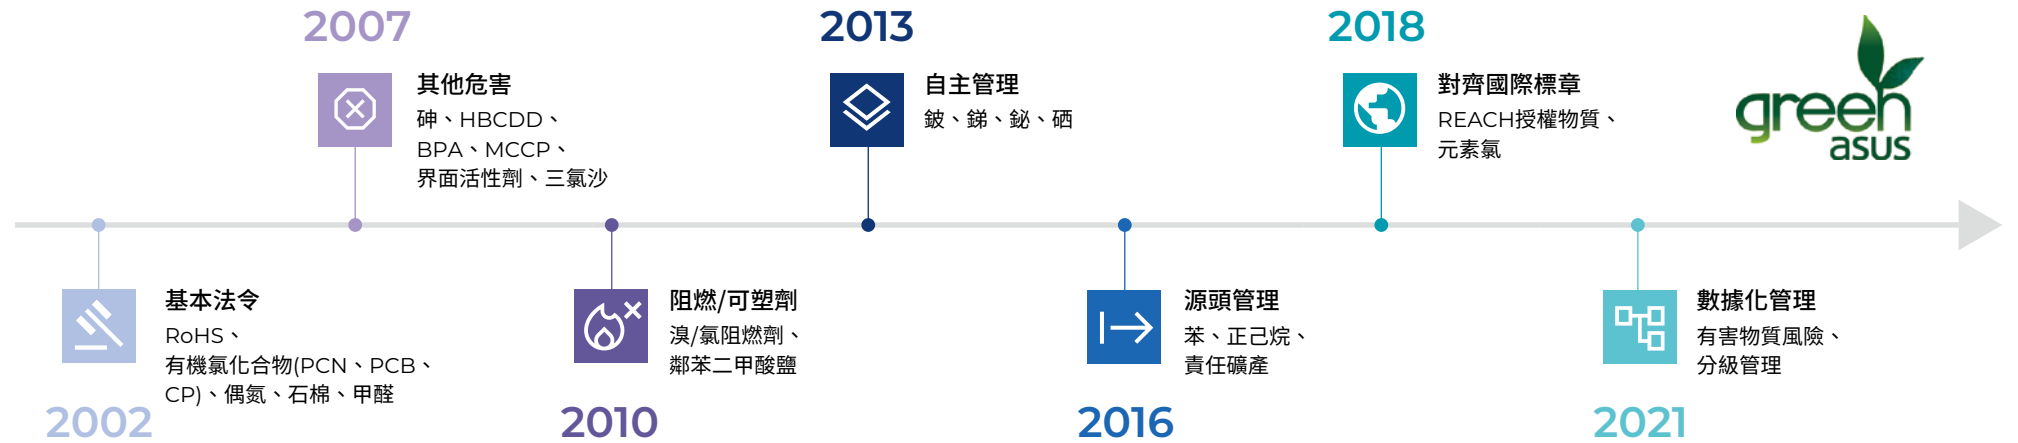 2007
其他危害
砷、HBCDD、
BPA、MCCP、
界面活性劑、三氯沙
2013
自主管理
鈹、銻、鉍、硒
2018
對齊國際標章
REACH授權物質、
元素氯
green
asus
基本法令
RoHS、
有機氯化合物(PCN、PCB、
CP)、偶氮、石棉、甲醛
2002
阻燃/可塑劑
溴/氯阻燃劑、
鄰苯二甲酸鹽
2010
源頭管理
苯、正己烷、
責任礦產
2016
數據化管理
有害物質風險、
分級管理
2021